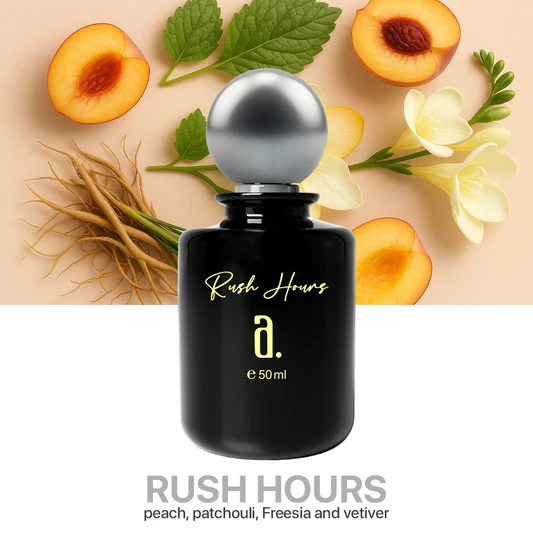 Rush Hours
a.
℮ 50 ml
RUSH HOURS
peach, patchouli, Freesia and vetiver